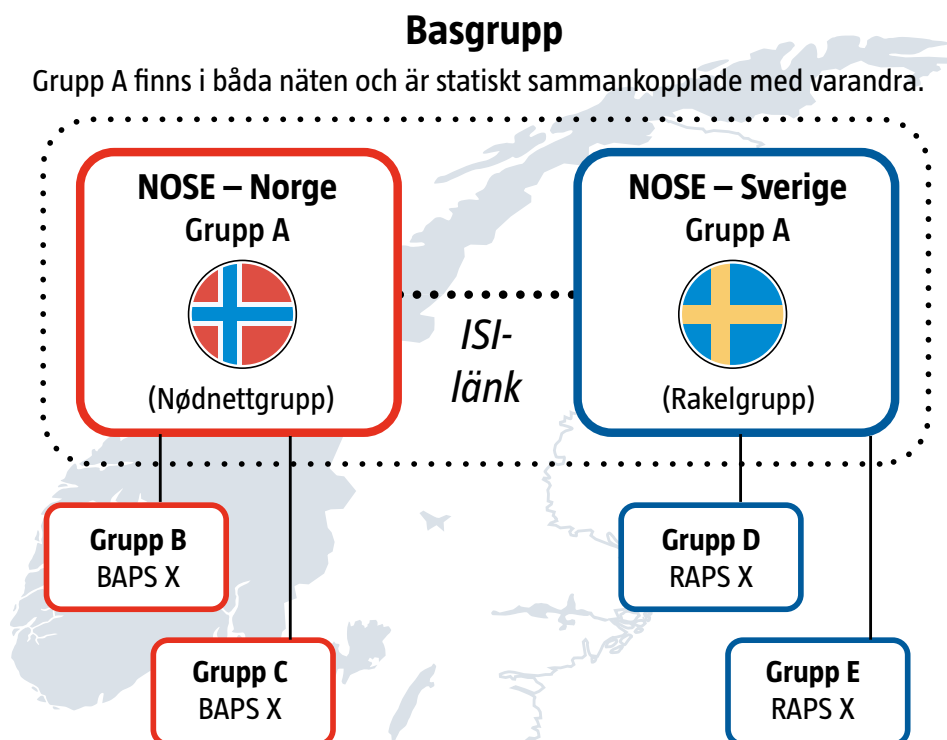 Basgrupp
Grupp A finns i båda näten och är statiskt sammankopplade med varandra.
NOSE – Norge
Grupp A
(Nødnettgrupp)
ISI-
länk
NOSE – Sverige
Grupp A
(Rakelgrupp)
Grupp B
BAPS X
Grupp C
BAPS X
Grupp D
RAPS X
Grupp E
RAPS X